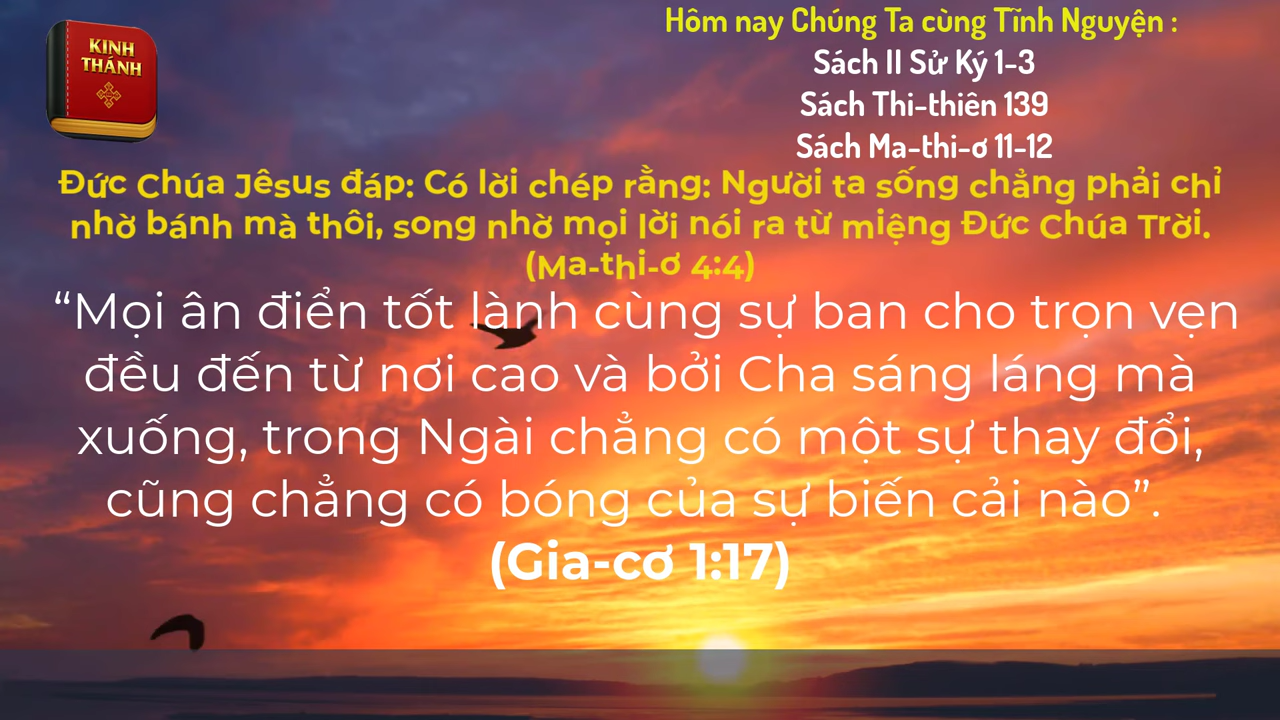 KINH
THÁNH
Hôm nay Chúng Ta cùng Tĩnh Nguyện :
Sách II Sử Ký 1-3
Sách Thi-thiên 139
Sách Ma-thi-ơ 11-12
Đức Chúa Jêsus đáp: Có lời chép rằng: Người ta sống chẳng phải chỉ
nhờ bánh mà thôi, song nhờ mọi lời nói ra từ miệng Đức Chúa Trời.
(Ma-thi-ơ 4:4)
“Mọi ân điển tốt lành cùng sự ban cho trọn vẹn
đều đến từ nơi cao và bởi Cha sáng láng mà
xuống, trong Ngài chẳng có một sự thay đổi,
cũng chẳng có bóng của sự biến cải nào”.
(Gia-cơ 1:17)